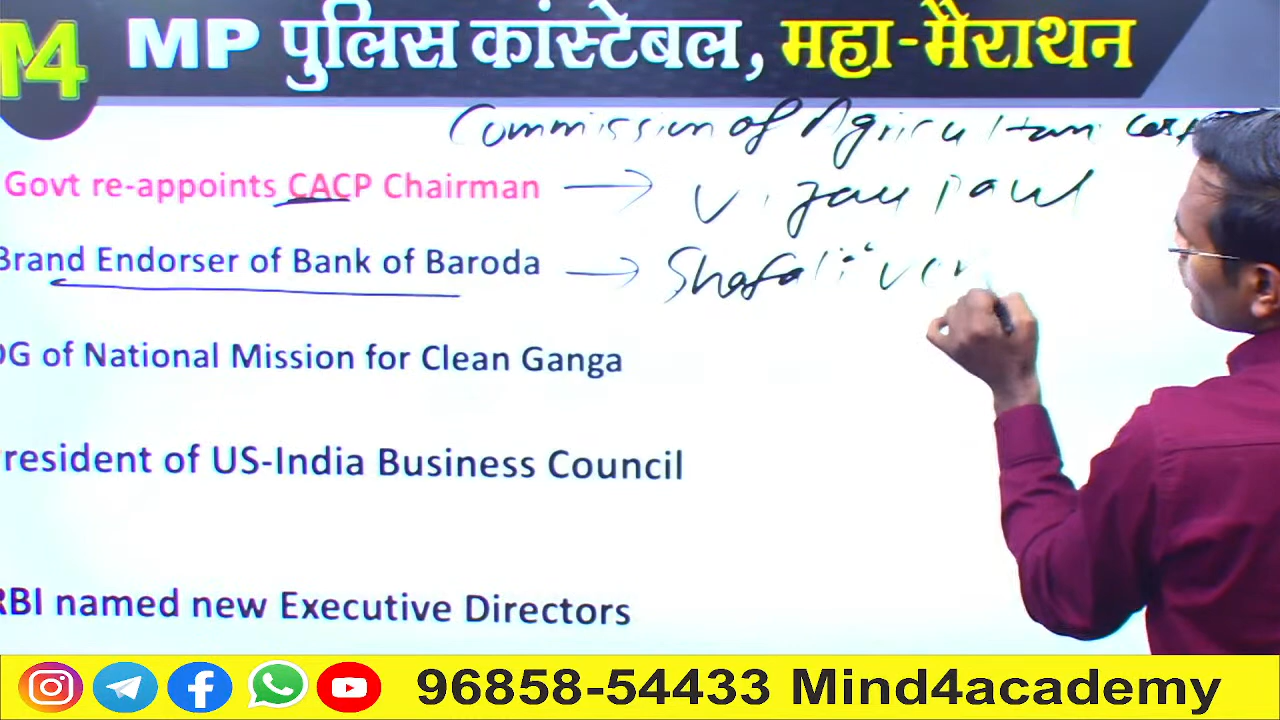 M4 MP पुलिस कांस्टेबल, महा-मैराथन
Commission of Agricultan
Govt re-appoints CACP Chairman → Vijay Paul
Brand Endorser of Bank of Baroda → Shafali ver
DG of National Mission for Clean Ganga
resident of US-India Business Council
RBI named new Executive Directors
96858-54433 Mind4academy